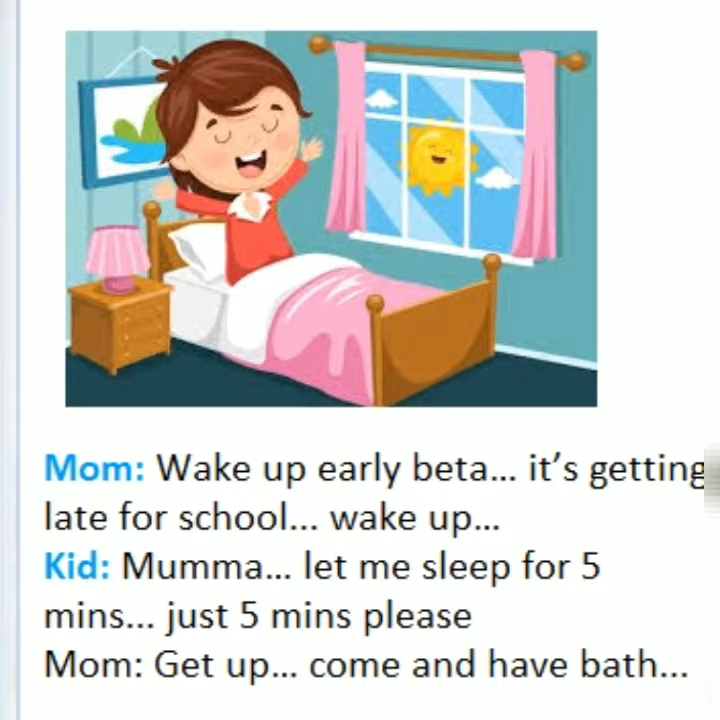 Mom: Wake up early beta... it’s getting
late for school... wake up...
Kid: Mumma... let me sleep for 5
mins... just 5 mins please
Mom: Get up... come and have bath...